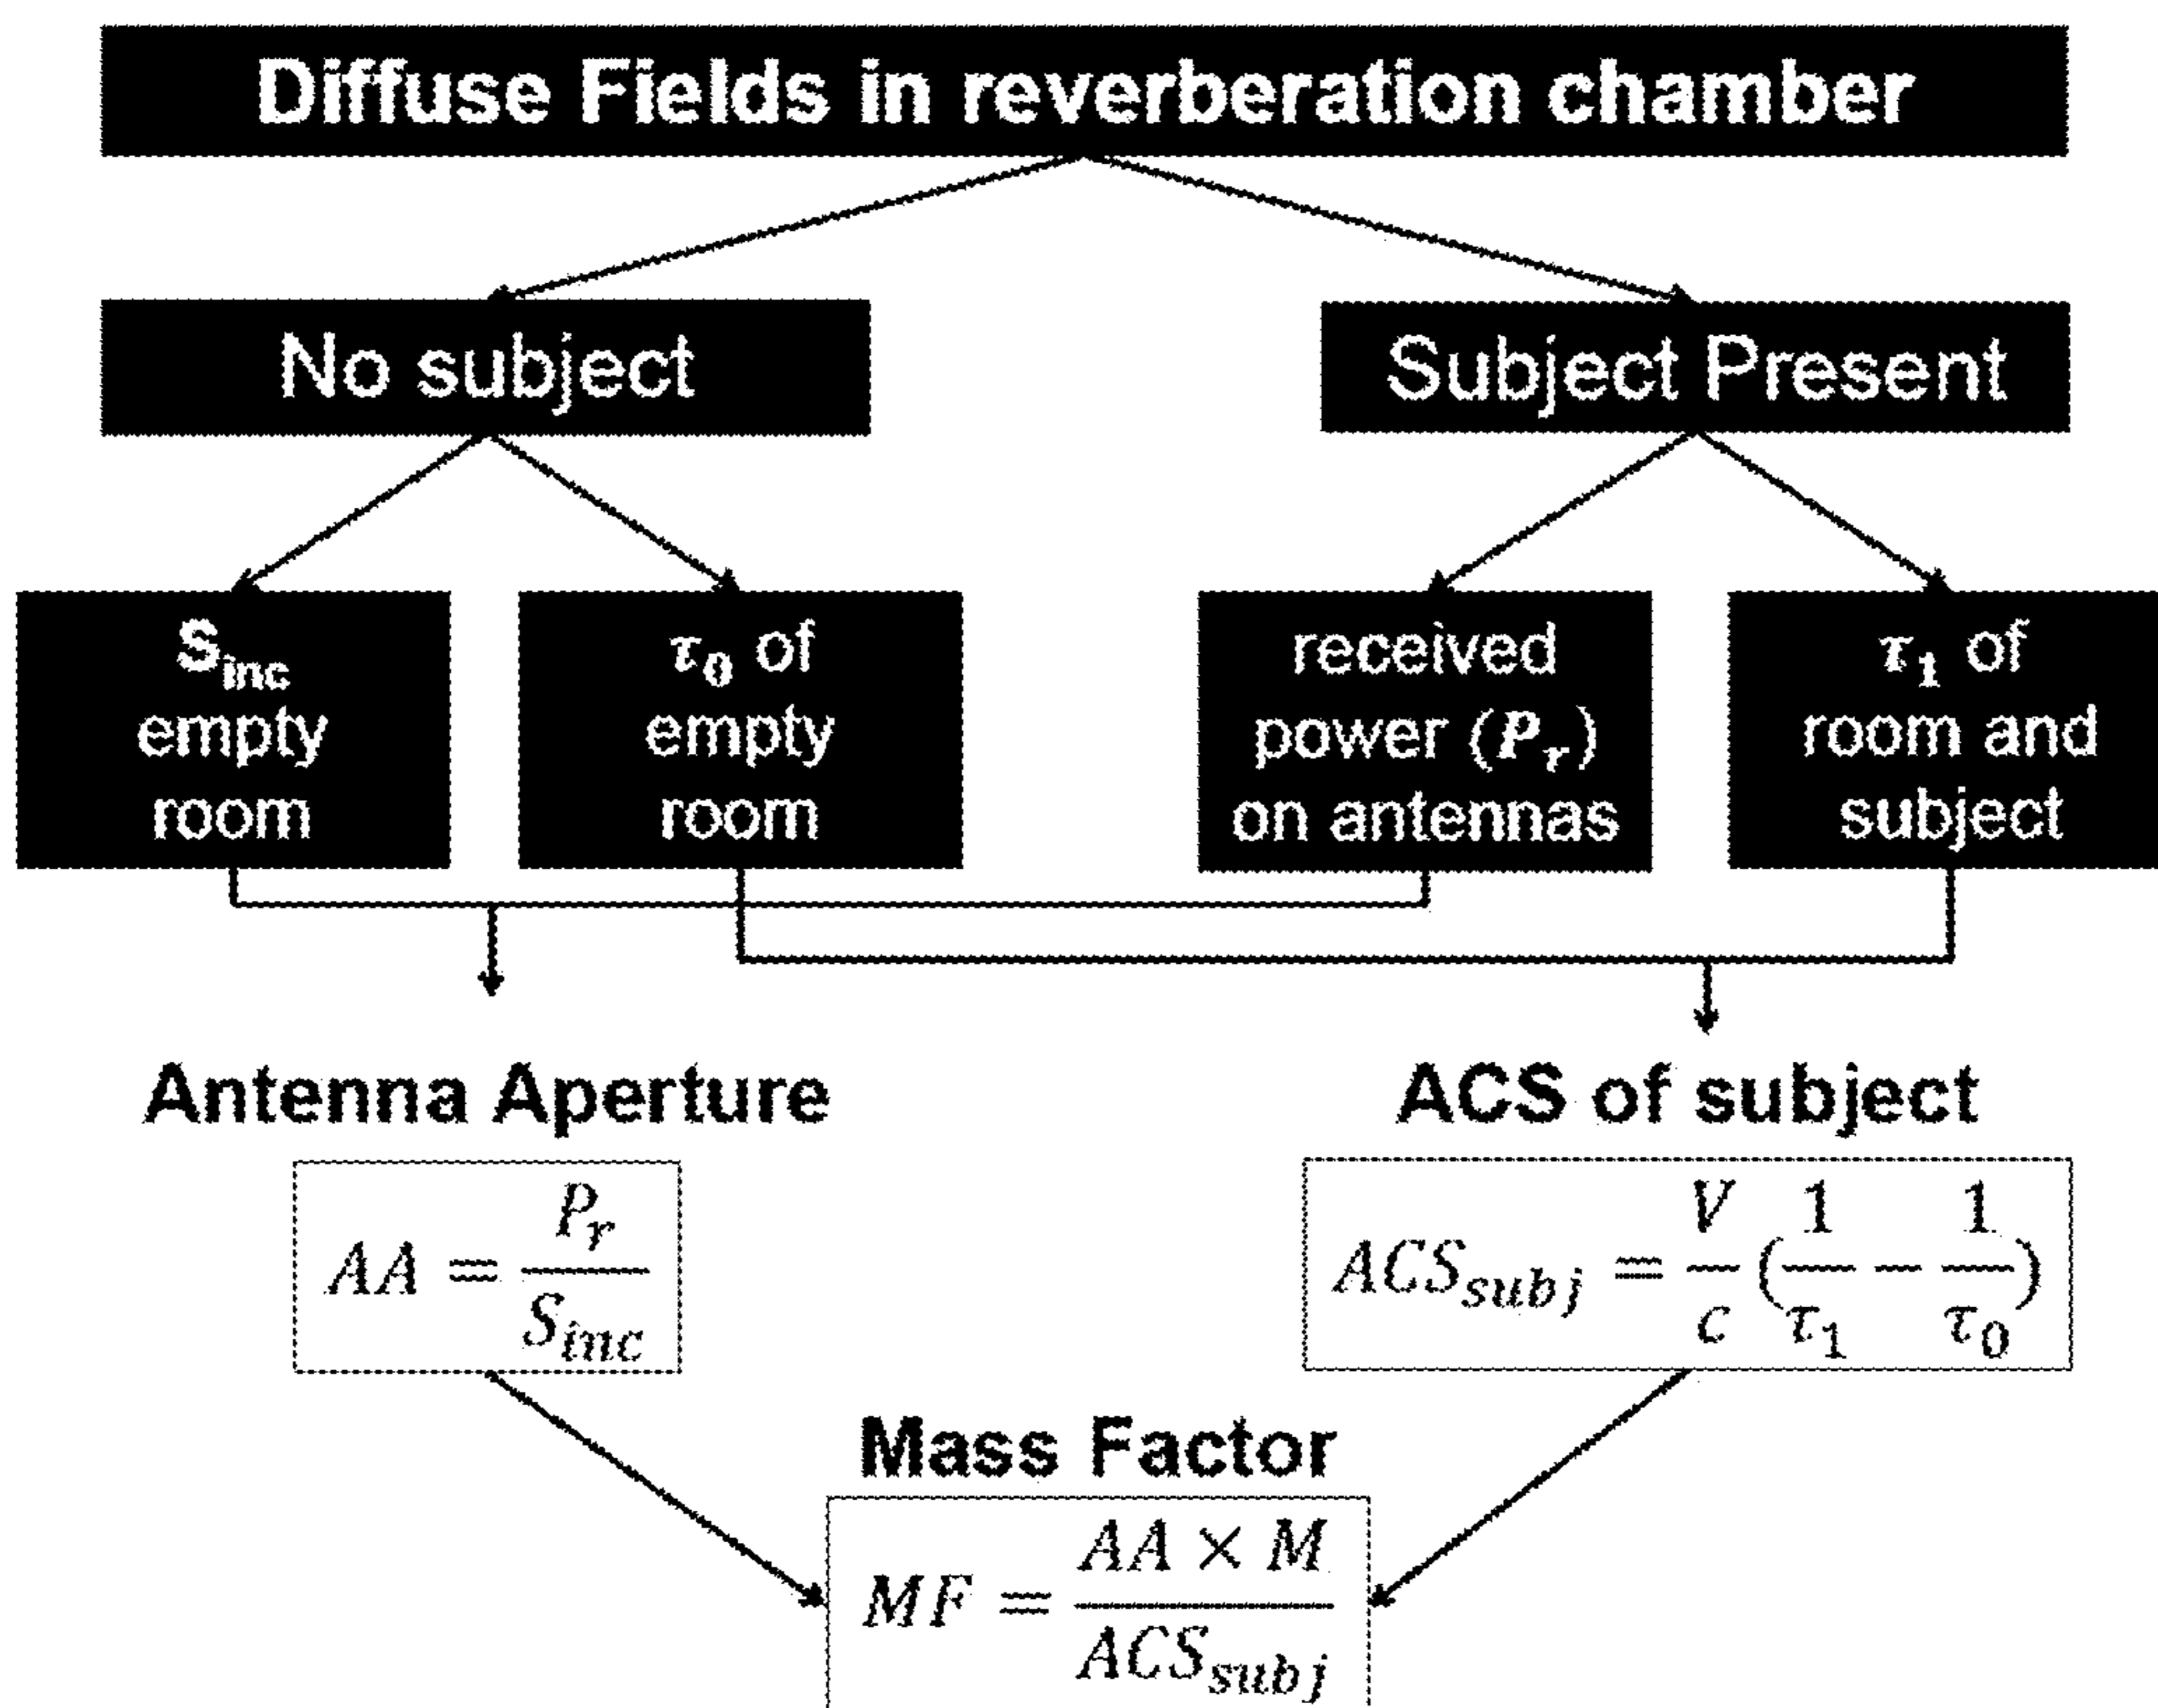 Diffuse Fields in reverberation chamber
No subject
Subject Present
S_inc
empty
room
τ_0 of
empty
room
received
power (P_r)
on antennas
τ_1 of
room and
subject
Antenna Aperture
AA = P_r / S_inc
ACS of subject
ACS_subj = V/c (1/τ_1 − 1/τ_0)
Mass Factor
MF = AA × M / ACS_subj